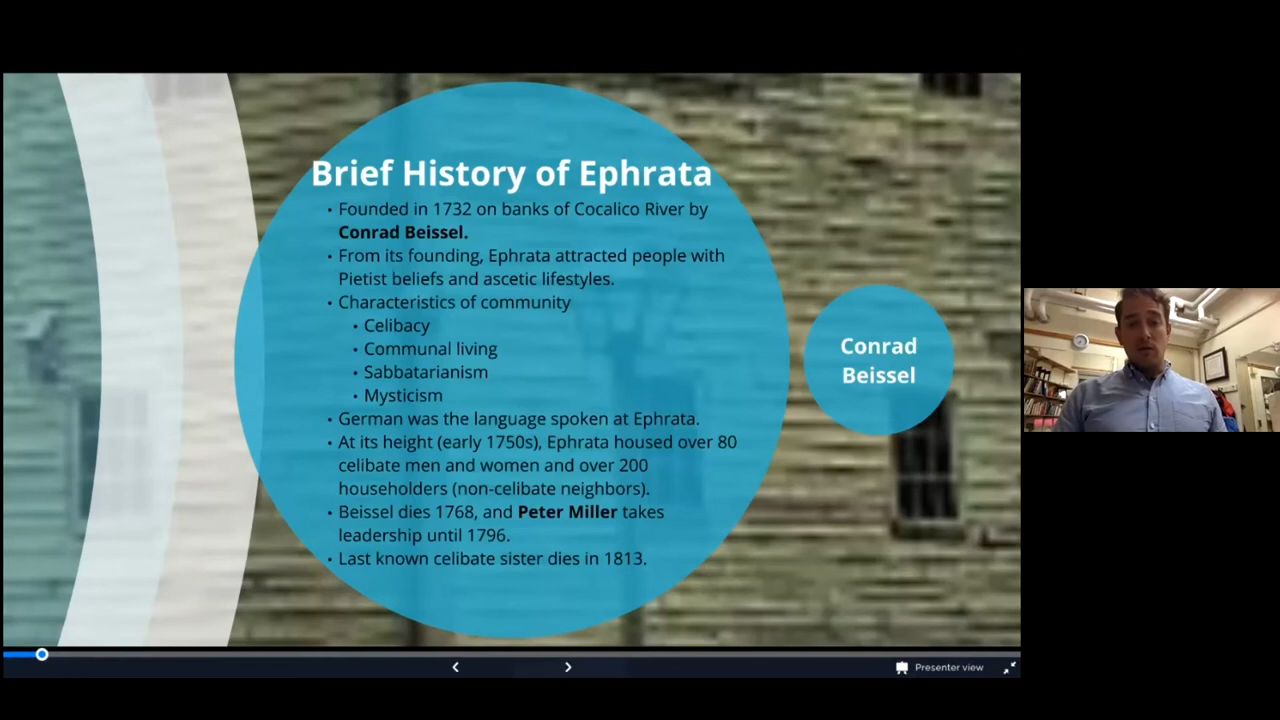 Brief History of Ephrata
• Founded in 1732 on banks of Cocalico River by
Conrad Beissel.
• From its founding, Ephrata attracted people with
Pietist beliefs and ascetic lifestyles.
• Characteristics of community
• Celibacy
• Communal living
• Sabbatarianism
• Mysticism
• German was the language spoken at Ephrata.
• At its height (early 1750s), Ephrata housed over 80
celibate men and women and over 200
householders (non-celibate neighbors).
• Beissel dies 1768, and Peter Miller takes
leadership until 1796.
• Last known celibate sister dies in 1813.
Conrad
Beissel
Presenter view